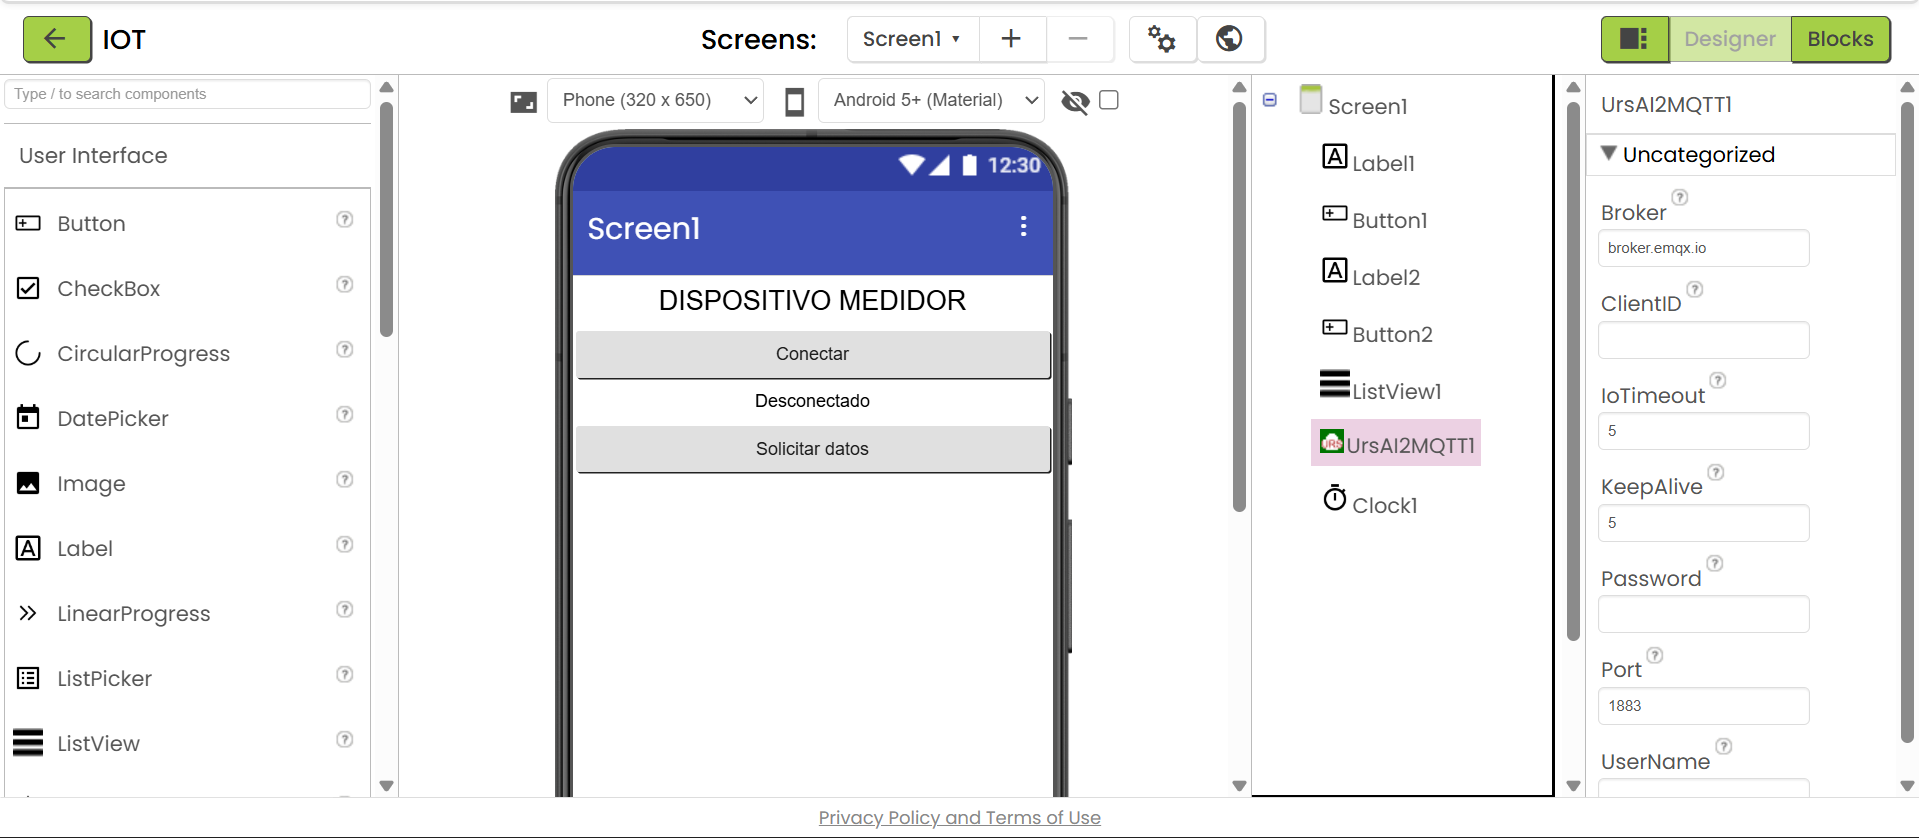 IOT
Screens:
Screen1
Designer
Blocks
Type / to search components
User Interface
Button
CheckBox
CircularProgress
DatePicker
Image
Label
LinearProgress
ListPicker
ListView
Phone (320 x 650)
Android 5+ (Material)
12:30
Screen1
DISPOSITIVO MEDIDOR
Conectar
Desconectado
Solicitar datos
Screen1
Label1
Button1
Label2
Button2
ListView1
UrsAI2MQTT1
Clock1
UrsAI2MQTT1
Uncategorized
Broker
broker.emqx.io
ClientID
IoTimeout
5
KeepAlive
5
Password
Port
1883
UserName
Privacy Policy and Terms of Use